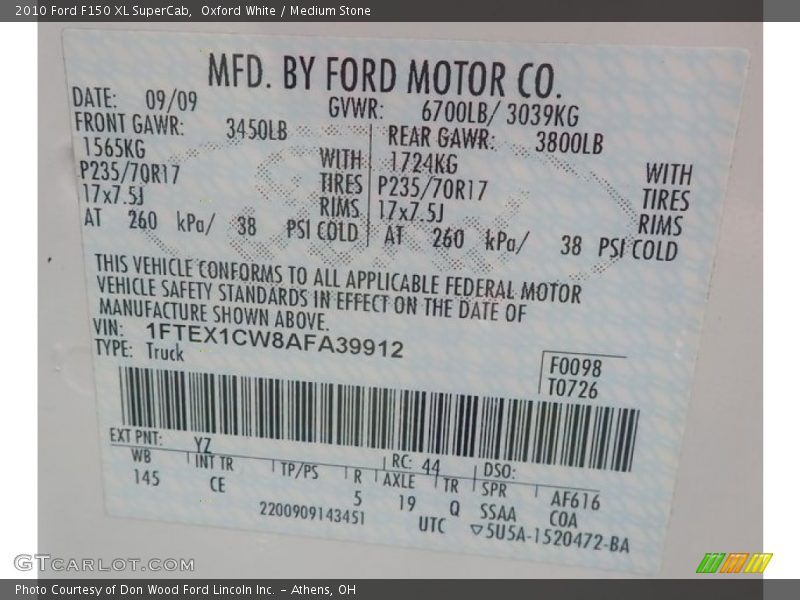 2010 Ford F150 XL SuperCab, Oxford White / Medium Stone
MFD. BY FORD MOTOR CO.
DATE: 09/09 GVWR: 6700LB/ 3039KG
FRONT GAWR: 3450LB REAR GAWR: 3800LB
1565KG WITH 1724KG WITH
P235/70R17 TIRES P235/70R17 TIRES
17x7.5J RIMS 17x7.5J RIMS
AT 260 kPa/ 38 PSI COLD AT 260 kPa/ 38 PSI COLD
THIS VEHICLE CONFORMS TO ALL APPLICABLE FEDERAL MOTOR
VEHICLE SAFETY STANDARDS IN EFFECT ON THE DATE OF
MANUFACTURE SHOWN ABOVE.
VIN: 1FTEX1CW8AFA39912
TYPE: Truck
F0098
T0726
EXT PNT: YZ RC: 44 DSO:
WB INT TR TP/PS R AXLE TR SPR AF616
145 CE 5 19 Q SSAA COA
2200909143451 UTC ▽5U5A-1520472-BA
GTCARLOT.COM
Photo Courtesy of Don Wood Ford Lincoln Inc. – Athens, OH